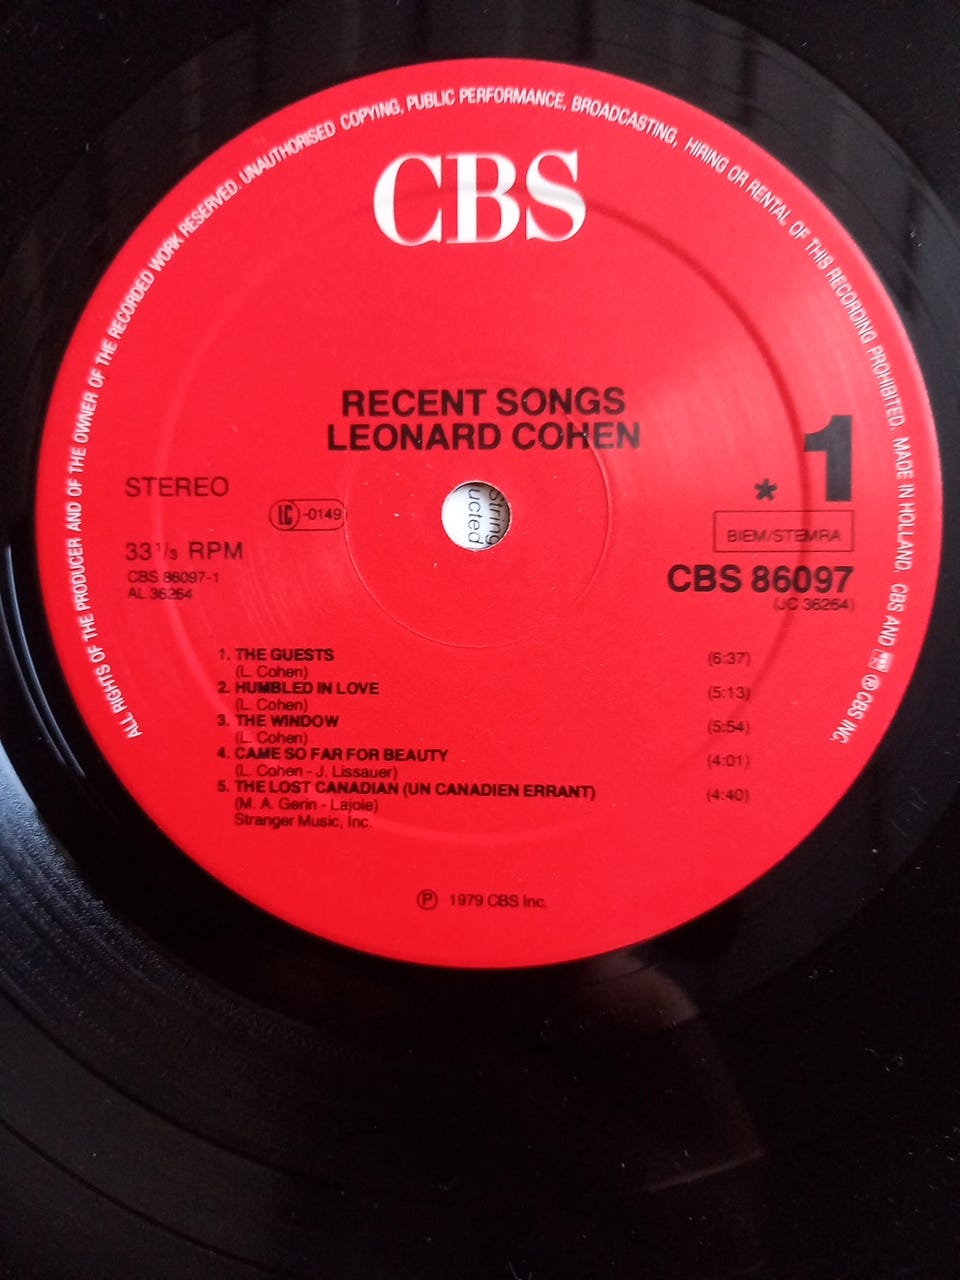 ALL RIGHTS OF THE PRODUCER AND OF THE OWNER OF THE RECORDED WORK RESERVED. UNAUTHORISED COPYING, PUBLIC PERFORMANCE, BROADCASTING, HIRING OR RENTAL OF THIS RECORDING PROHIBITED. MADE IN HOLLAND. CBS AND ℗ CBS INC.
CBS
RECENT SONGS
LEONARD COHEN
1
STEREO
LC -0149
*
BIEM/STEMRA
33⅓ RPM
CBS 86097-1
AL 36264
CBS 86097
(JC 36264)
String
ucted
1. THE GUESTS (6:37)
(L. Cohen)
2. HUMBLED IN LOVE (5:13)
(L. Cohen)
3. THE WINDOW (5:54)
(L. Cohen)
4. CAME SO FAR FOR BEAUTY (4:01)
(L. Cohen - J. Lissauer)
5. THE LOST CANADIAN (UN CANADIEN ERRANT) (4:40)
(M. A. Gerin - Lajoie)
Stranger Music, Inc.
℗ 1979 CBS Inc.